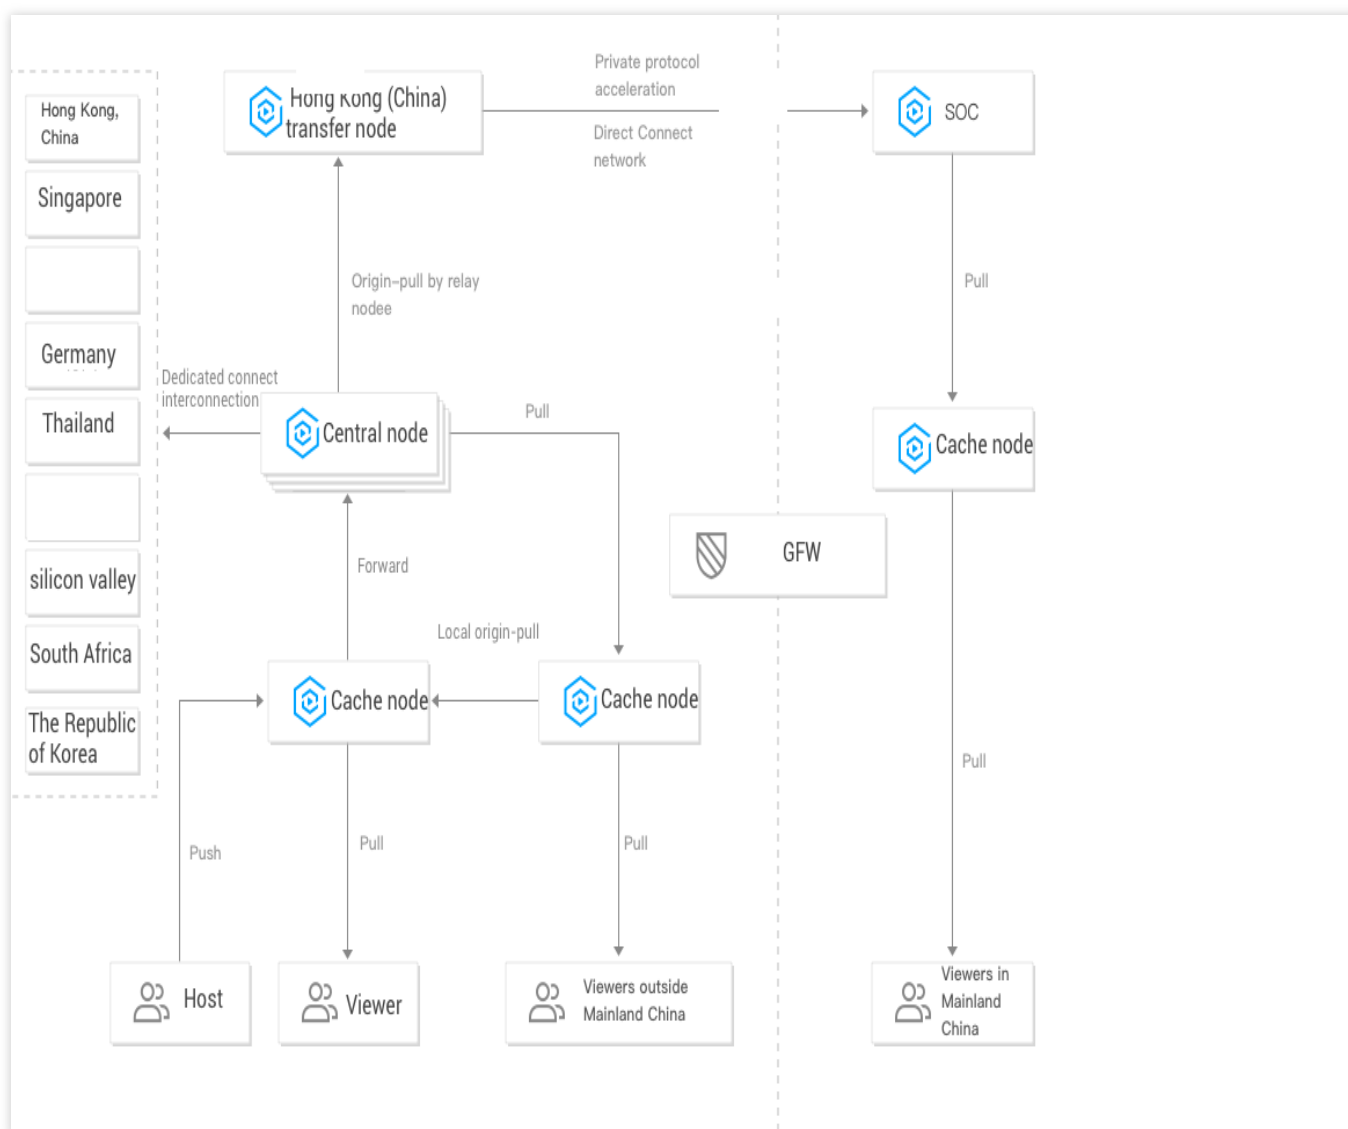 Private protocol
acceleration
Hong Kong (China)
transfer node
SOC
Direct Connect
network
Hong Kong,
China
Singapore
Germany
Thailand
silicon valley
South Africa
The Republic
of Korea
Origin-pull by relay
nodee
Pull
Dedicated connect
interconnection
Central node
Pull
Cache node
GFW
Forward
Local origin-pull
Cache node
Cache node
Pull
Push
Pull
Pull
Host
Viewer
Viewers outside
Mainland China
Viewers in
Mainland
China